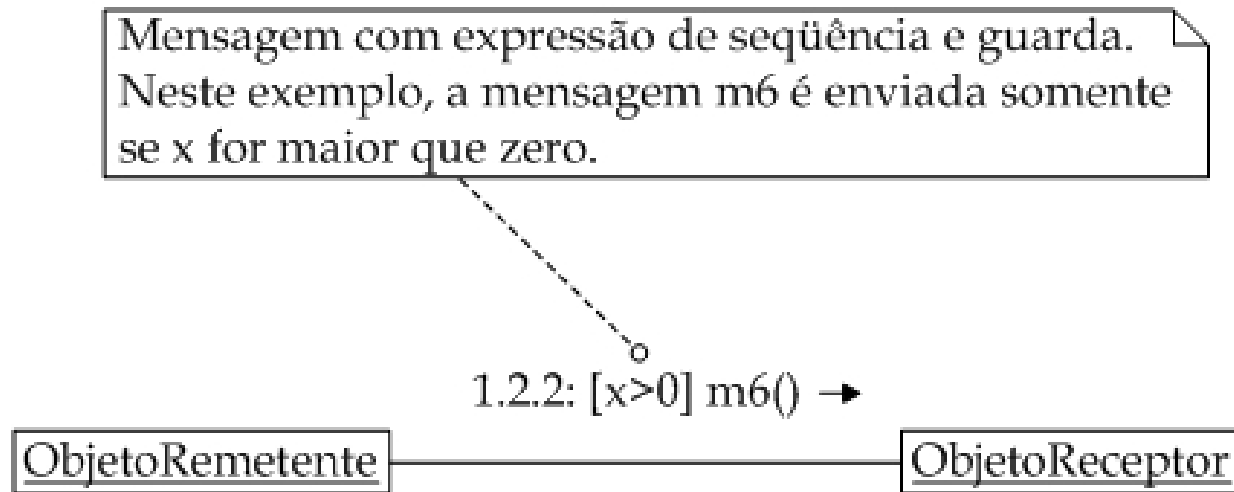 Mensagem com expressão de seqüência e guarda.
Neste exemplo, a mensagem m6 é enviada somente
se x for maior que zero.
1.2.2: [x>0] m6()
ObjetoRemetente
ObjetoReceptor